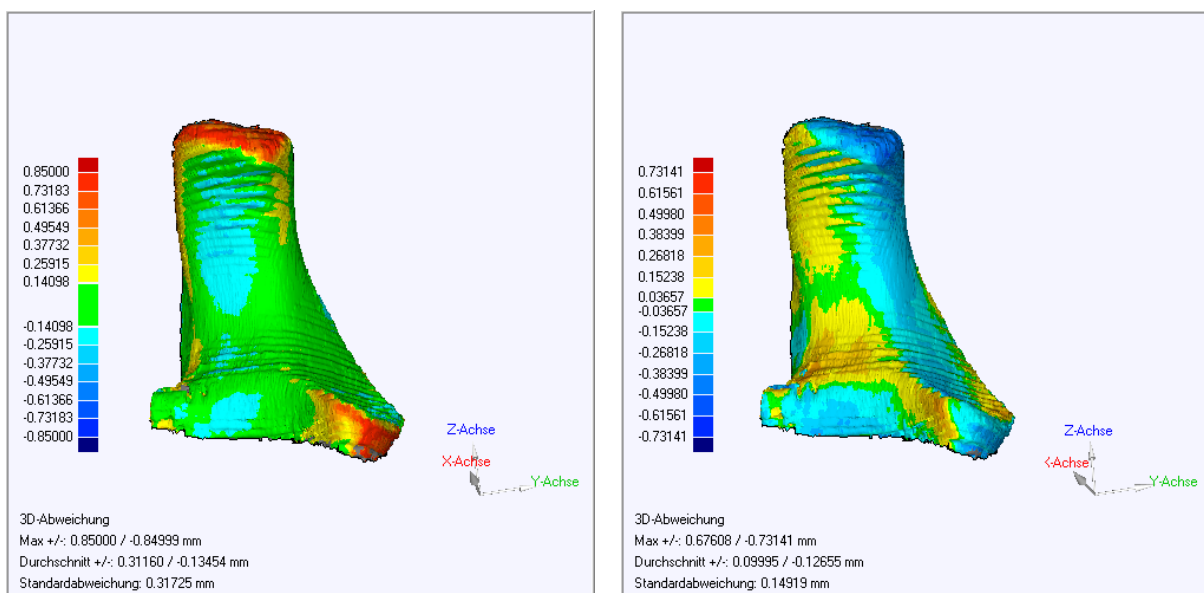 0.85000
0.73183
0.61366
0.49549
0.37732
0.25915
0.14098
-0.14098
-0.25915
-0.37732
-0.49549
-0.61366
-0.73183
-0.85000
Z-Achse
X-Achse
Y-Achse
3D-Abweichung
Max +/-: 0.85000 / -0.84999 mm
Durchschnitt +/-: 0.31160 / -0.13454 mm
Standardabweichung: 0.31725 mm
0.73141
0.61561
0.49980
0.38399
0.26818
0.15238
0.03657
-0.03657
-0.15238
-0.26818
-0.38399
-0.49980
-0.61561
-0.73141
Z-Achse
X-Achse
Y-Achse
3D-Abweichung
Max +/-: 0.67608 / -0.73141 mm
Durchschnitt +/-: 0.09995 / -0.12655 mm
Standardabweichung: 0.14919 mm